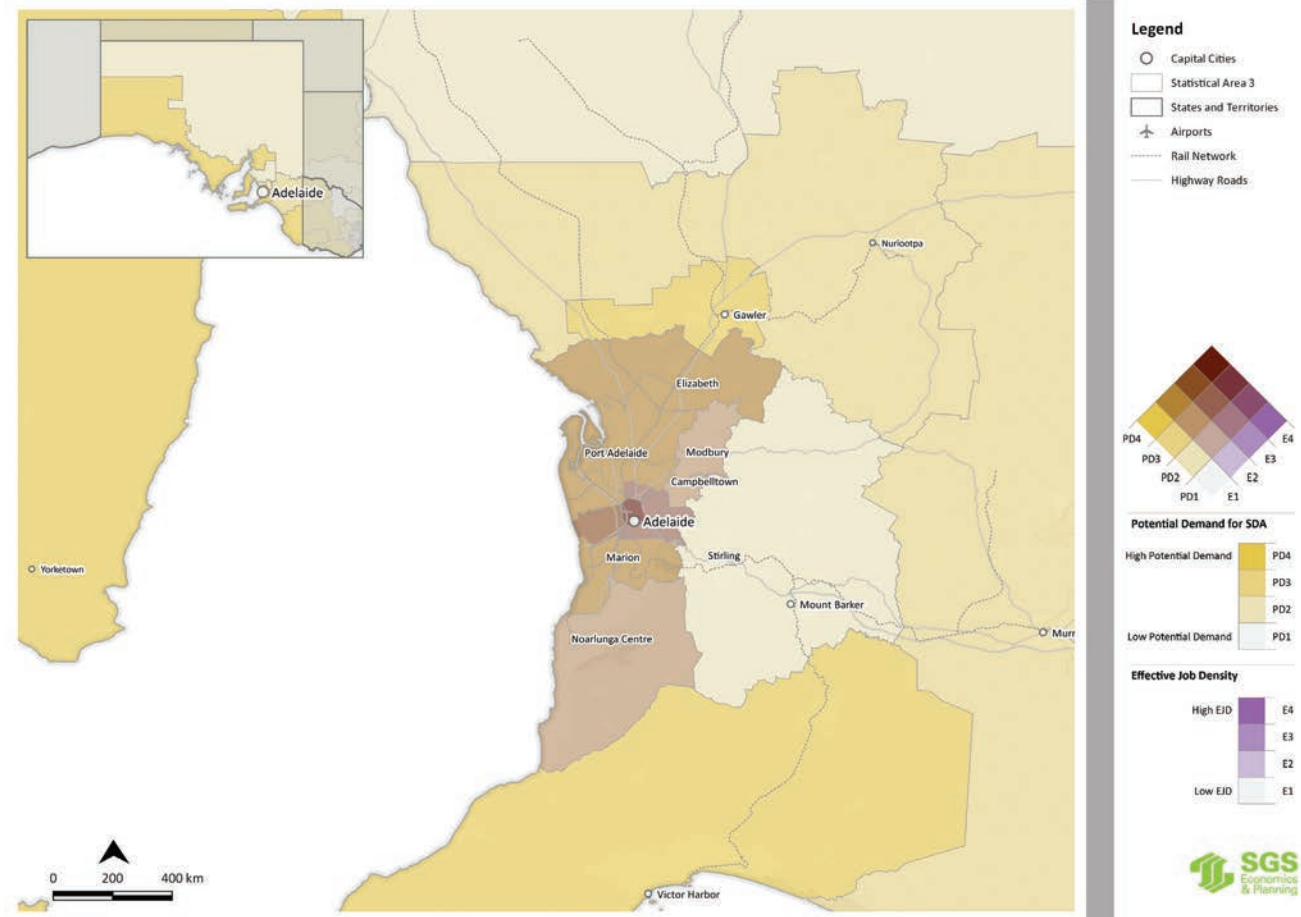 Adelaide
Nurlootpa
Gawler
Elizabeth
Port Adelaide
Modbury
Campbelltown
Adelaide
Marion
Stirling
Yorketown
Mount Barker
Murr
Noarlunga Centre
Victor Harbor
0 200 400 km
Legend
Capital Cities
Statistical Area 3
States and Territories
Airports
Rail Network
Highway Roads
PD4 E4
PD3 E3
PD2 E2
PD1 E1
Potential Demand for SDA
High Potential Demand PD4
PD3
PD2
Low Potential Demand PD1
Effective Job Density
High EJD E4
E3
E2
Low EJD E1
SGS
Economics
& Planning